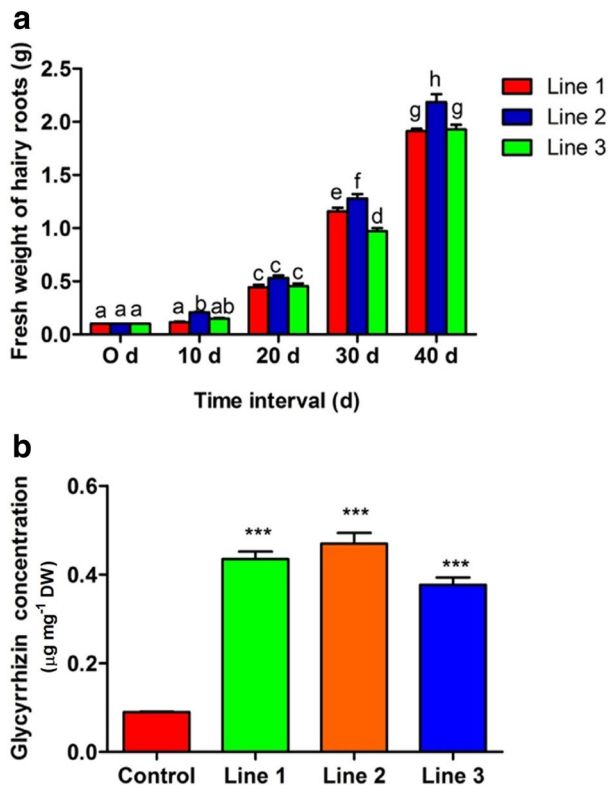 a
Fresh weight of hairy roots (g)
2.5
2.0
1.5
1.0
0.5
0.0
a a a
a b ab
c c c
e f d
g h g
O d 10 d 20 d 30 d 40 d
Time interval (d)
Line 1
Line 2
Line 3
b
Glycyrrhizin concentration
(µg mg⁻¹ DW)
0.6
0.4
0.2
0.0
*** *** ***
Control Line 1 Line 2 Line 3